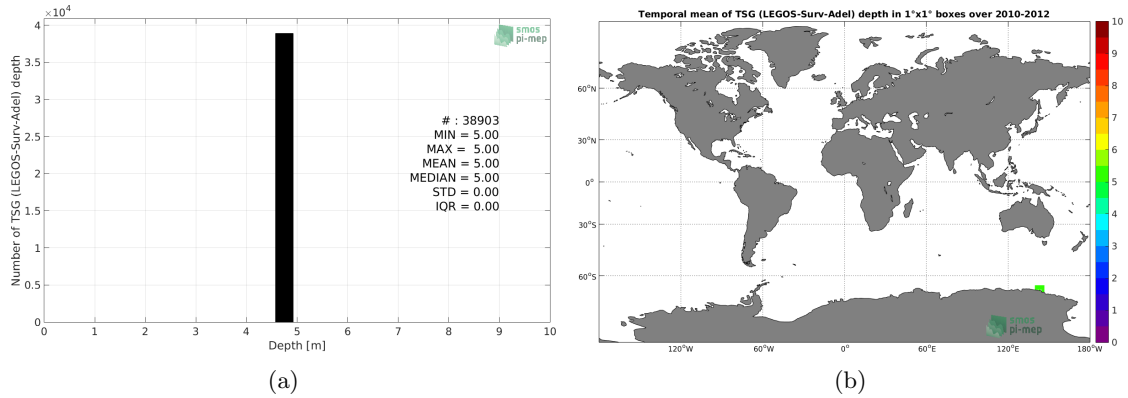 ×10⁴
4
3.5
3
2.5
2
1.5
1
0.5
0
Number of TSG (LEGOS-Surv-Adel) depth
smos
pi-mep
# : 38903
MIN = 5.00
MAX = 5.00
MEAN = 5.00
MEDIAN = 5.00
STD = 0.00
IQR = 0.00
0 1 2 3 4 5 6 7 8 9 10
Depth [m]
(a)
Temporal mean of TSG (LEGOS-Surv-Adel) depth in 1°x1° boxes over 2010-2012
60°N
30°N
0°
30°S
60°S
120°W 60°W 0° 60°E 120°E 180°W
smos
pi-mep
10
9
8
7
6
5
4
3
2
1
0
(b)